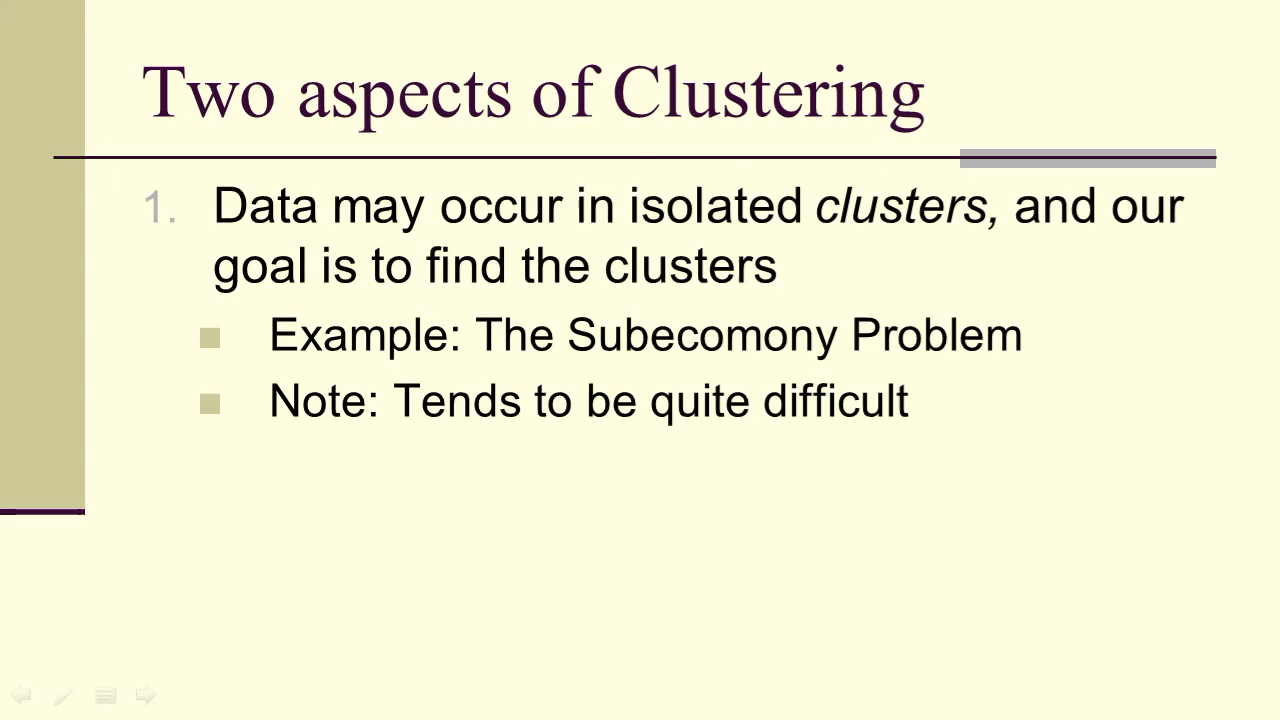 Two aspects of Clustering
1. Data may occur in isolated clusters, and our
goal is to find the clusters
■ Example: The Subecomony Problem
■ Note: Tends to be quite difficult